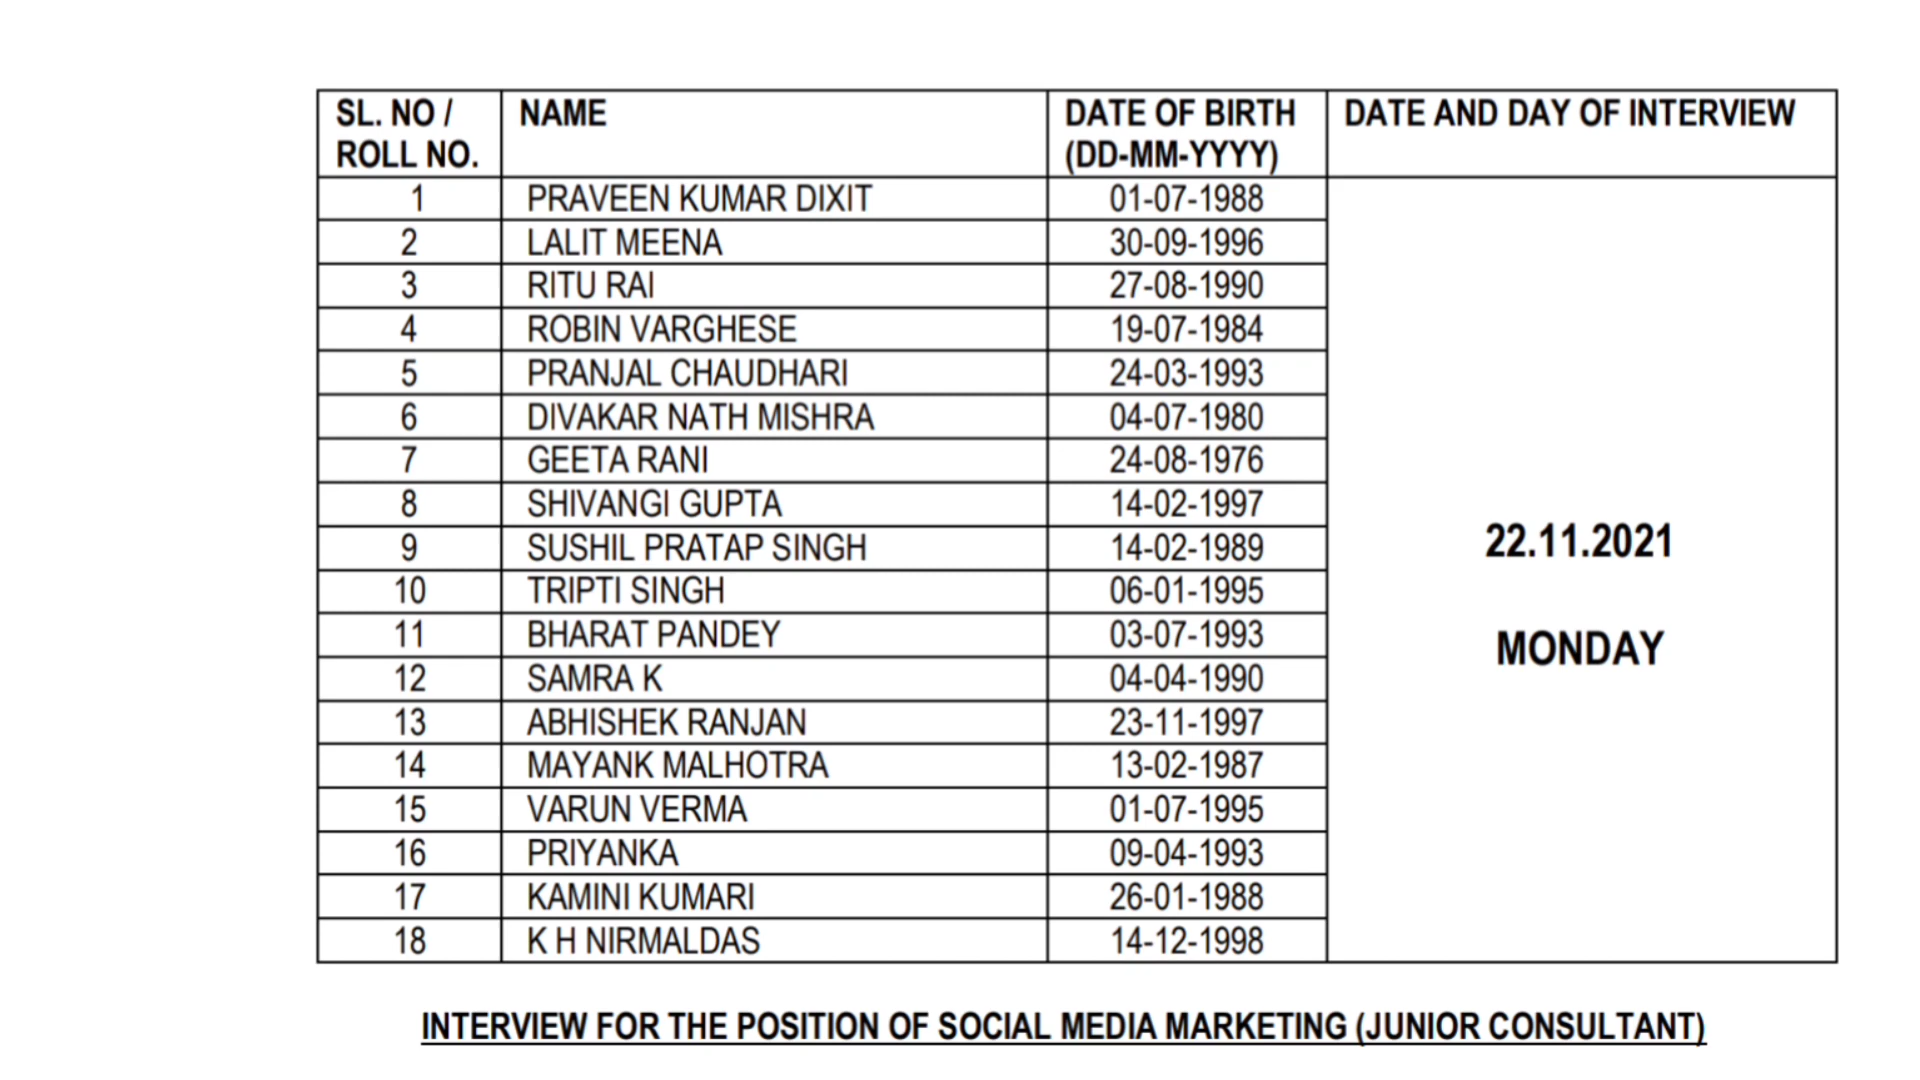 SL. NO / ROLL NO. NAME DATE OF BIRTH (DD-MM-YYYY) DATE AND DAY OF INTERVIEW
1 PRAVEEN KUMAR DIXIT 01-07-1988
2 LALIT MEENA 30-09-1996
3 RITU RAI 27-08-1990
4 ROBIN VARGHESE 19-07-1984
5 PRANJAL CHAUDHARI 24-03-1993
6 DIVAKAR NATH MISHRA 04-07-1980
7 GEETA RANI 24-08-1976
8 SHIVANGI GUPTA 14-02-1997
9 SUSHIL PRATAP SINGH 14-02-1989
10 TRIPTI SINGH 06-01-1995
11 BHARAT PANDEY 03-07-1993
12 SAMRA K 04-04-1990
13 ABHISHEK RANJAN 23-11-1997
14 MAYANK MALHOTRA 13-02-1987
15 VARUN VERMA 01-07-1995
16 PRIYANKA 09-04-1993
17 KAMINI KUMARI 26-01-1988
18 K H NIRMALDAS 14-12-1998
22.11.2021
MONDAY
INTERVIEW FOR THE POSITION OF SOCIAL MEDIA MARKETING (JUNIOR CONSULTANT)